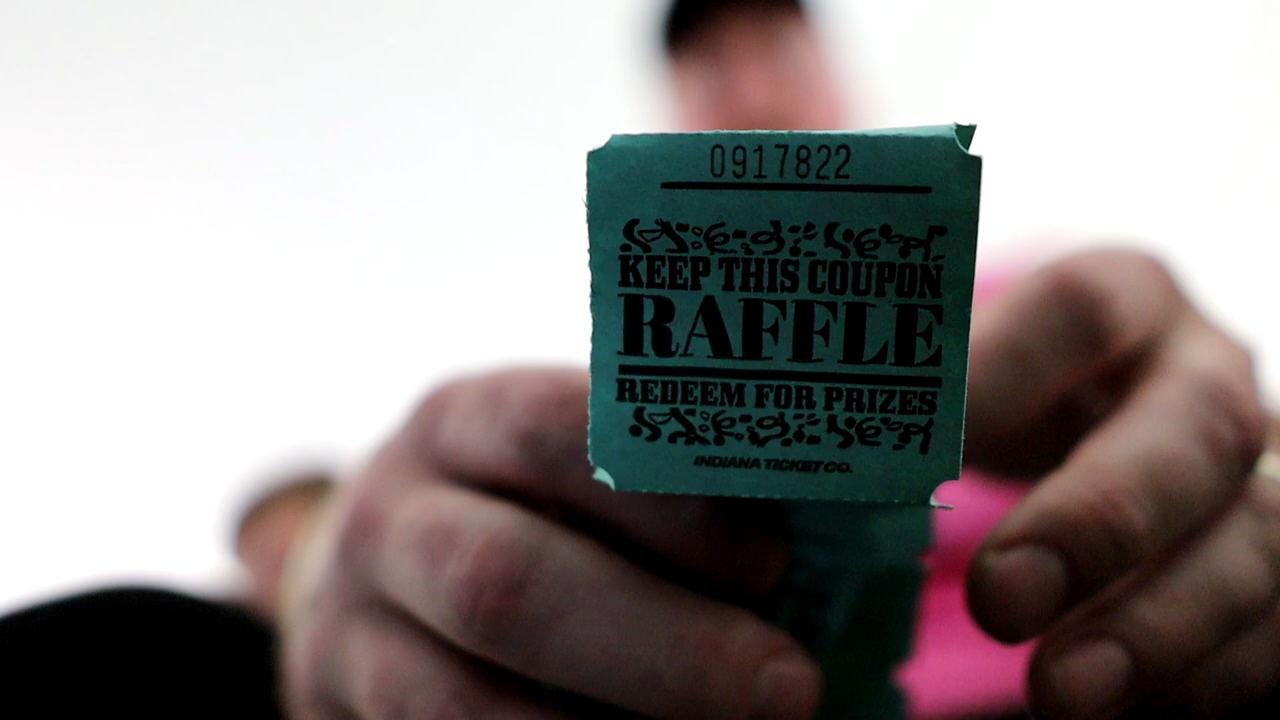 0917822
KEEP THIS COUPON
RAFFLE
REDEEM FOR PRIZES
INDIANA TICKET CO.